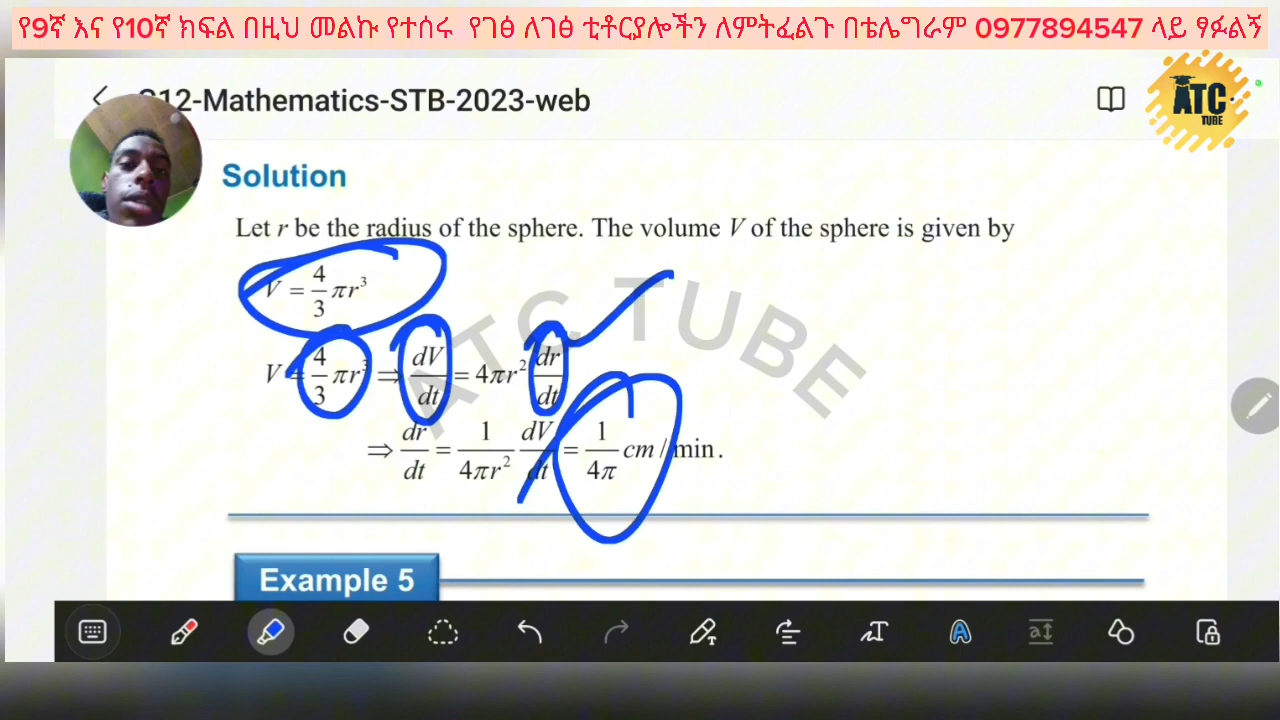 የ9ኛ እና የ10ኛ ክፍል በዚህ መልኩ የተሰሩ የገፅ ለገፅ ቲቶርያሎችን ለምትፈልጉ በቴሌግራም 0977894547 ላይ ፃፉልኝ
12-Mathematics-STB-2023-web
ATC
TUBE
Solution
Let r be the radius of the sphere. The volume V of the sphere is given by
V = 4/3 πr³
V = 4/3 πr³ ⇒ dV/dt = 4πr² dr/dt
⇒ dr/dt = 1/4πr² dV/dt = 1/4π cm / min.
ATC TUBE
Example 5